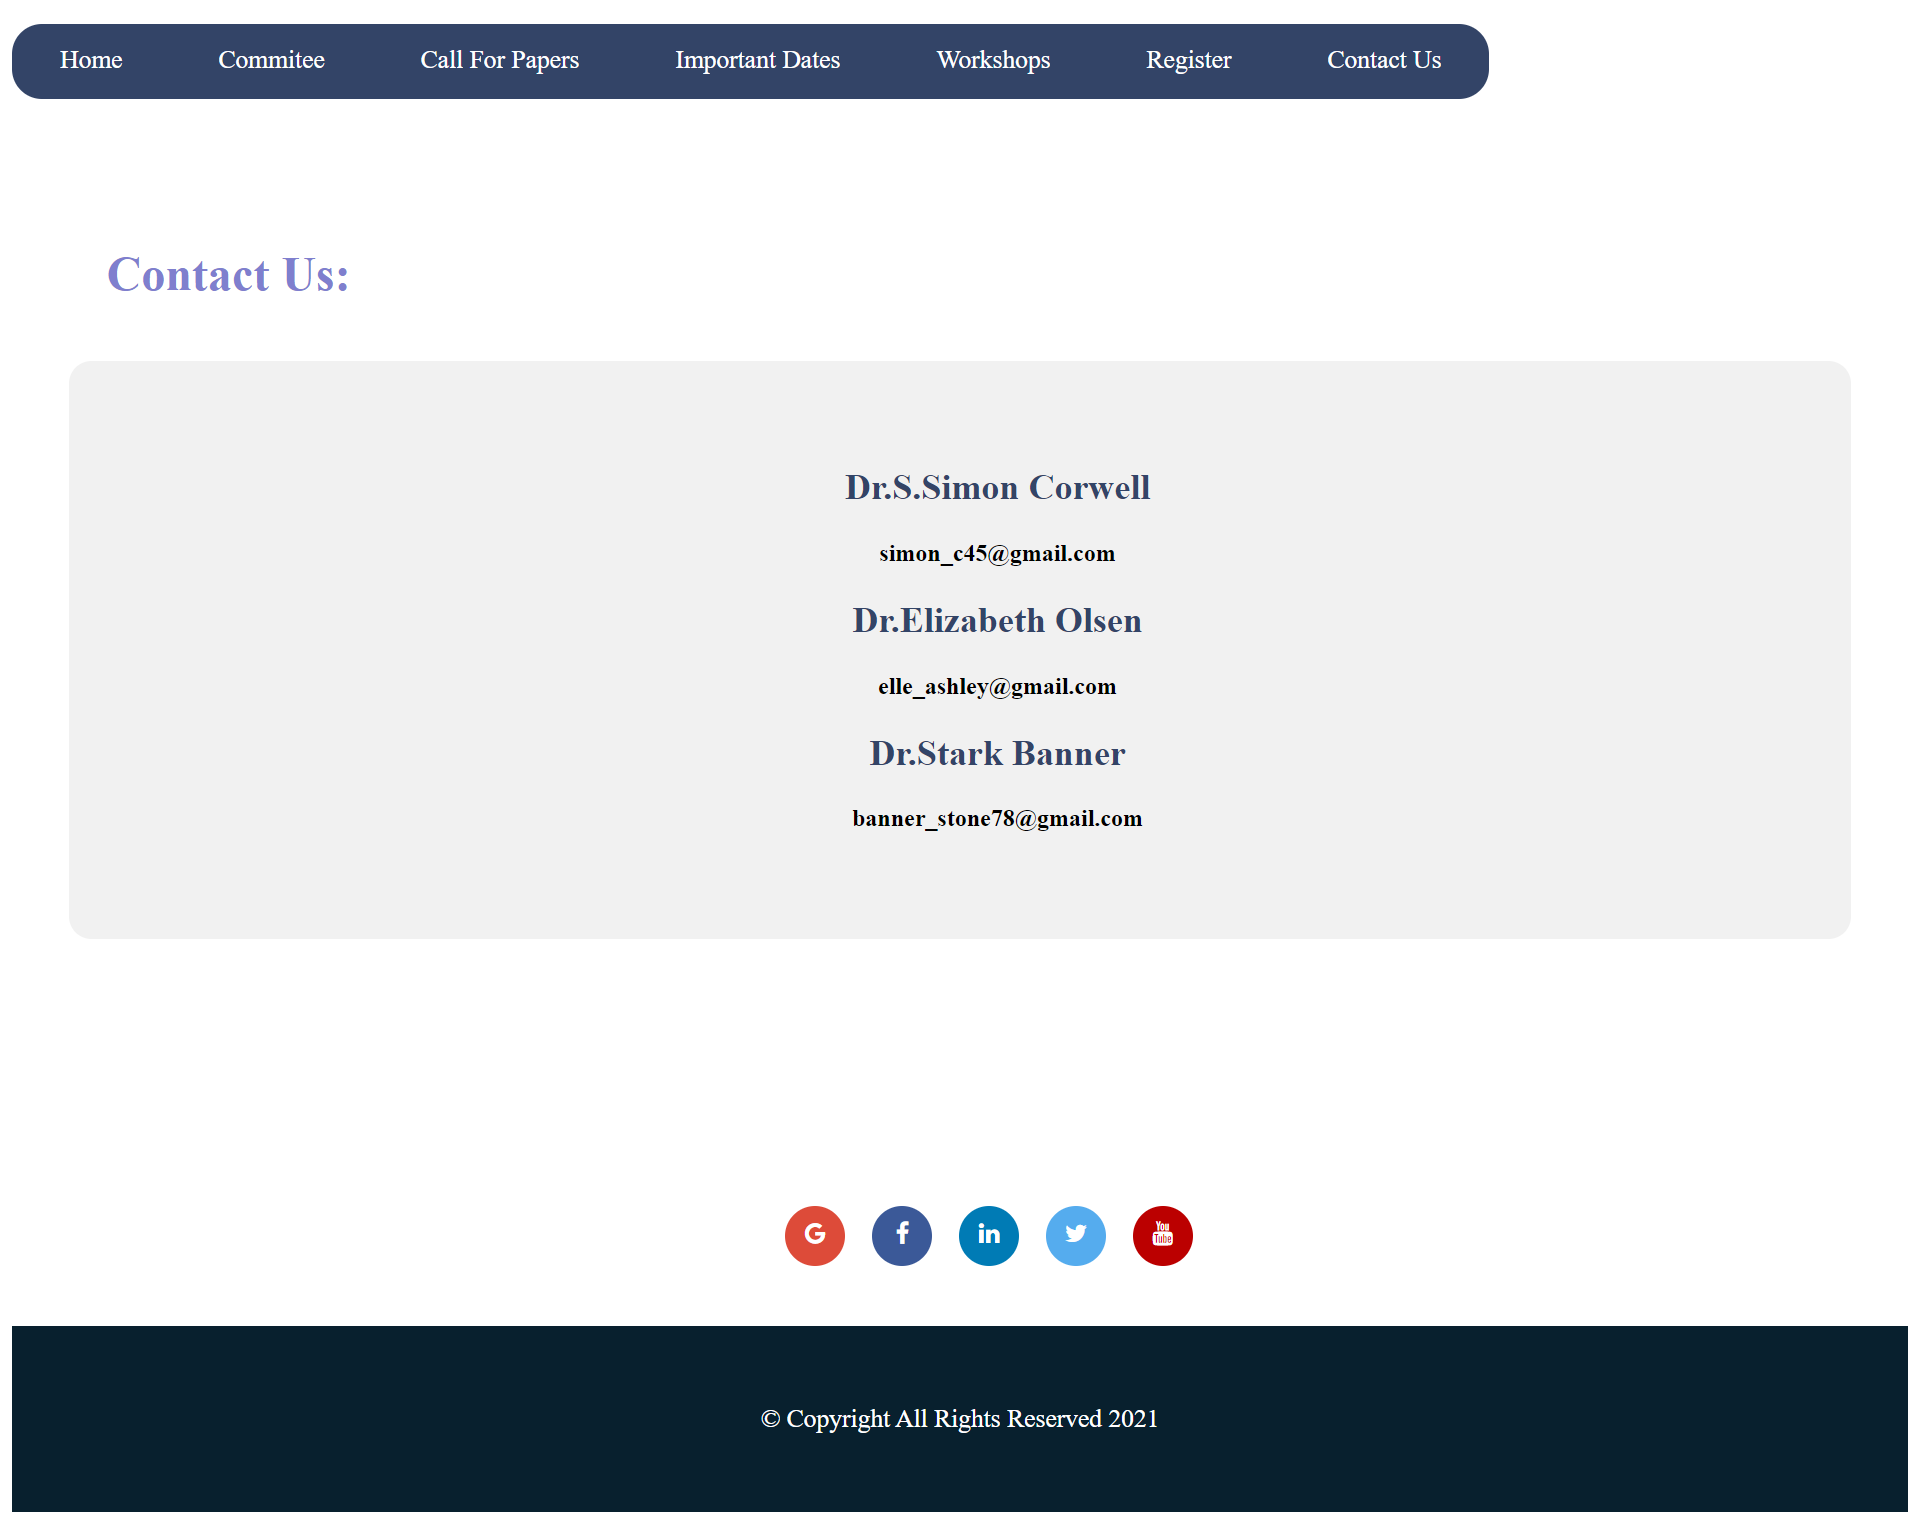 Home Commitee Call For Papers Important Dates Workshops Register Contact Us
Contact Us:
Dr.S.Simon Corwell
simon_c45@gmail.com
Dr.Elizabeth Olsen
elle_ashley@gmail.com
Dr.Stark Banner
banner_stone78@gmail.com
You
Tube
© Copyright All Rights Reserved 2021